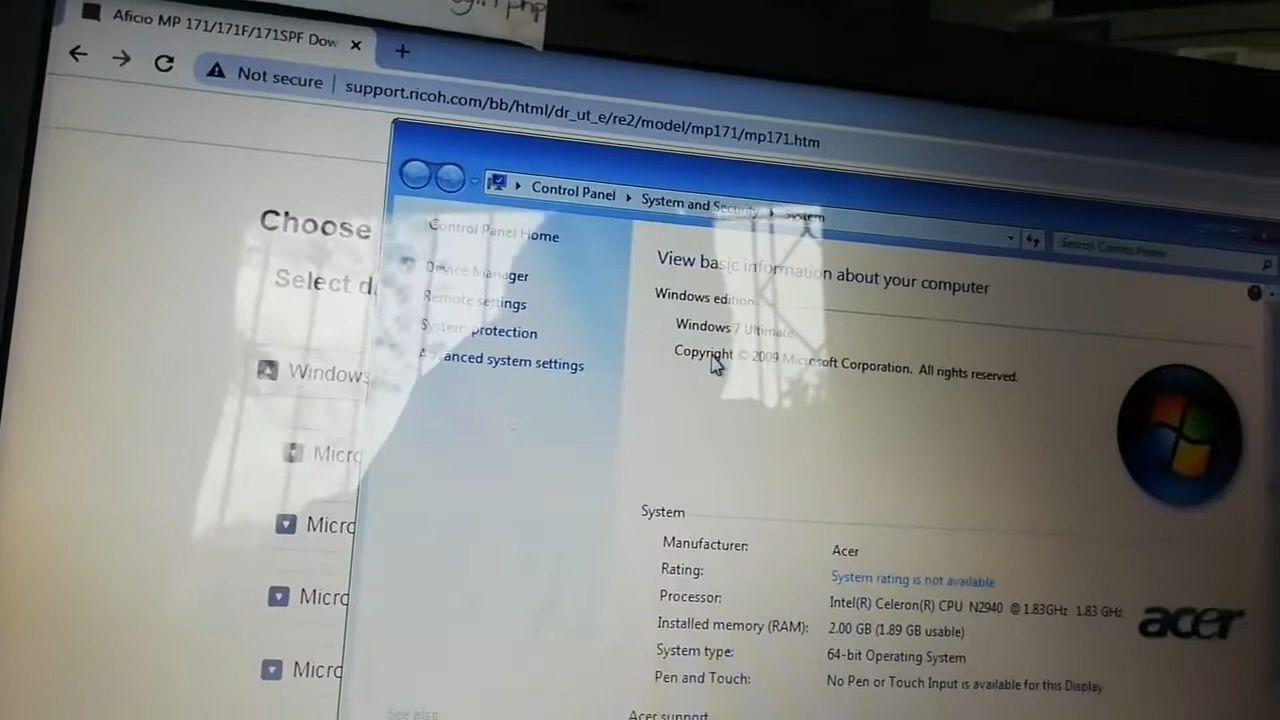 Aficio MP 171/171F/171SPF Dow
Not secure
support.ricoh.com/bb/html/dr_ut_e/re2/model/mp171/mp171.htm
Control Panel
System and Security
System
Choose
Select d
Windows
Micro
Micro
Micro
Micro
Control Panel Home
Device Manager
Remote settings
System protection
Advanced system settings
See also
View basic information about your computer
Windows edition
Windows 7 Ultimate
Copyright © 2009 Microsoft Corporation. All rights reserved.
System
Manufacturer: Acer
Rating: System rating is not available
Processor: Intel(R) Celeron(R) CPU N2940 @ 1.83GHz 1.83 GHz
Installed memory (RAM): 2.00 GB (1.89 GB usable)
System type: 64-bit Operating System
Pen and Touch: No Pen or Touch Input is available for this Display
acer
Acer support